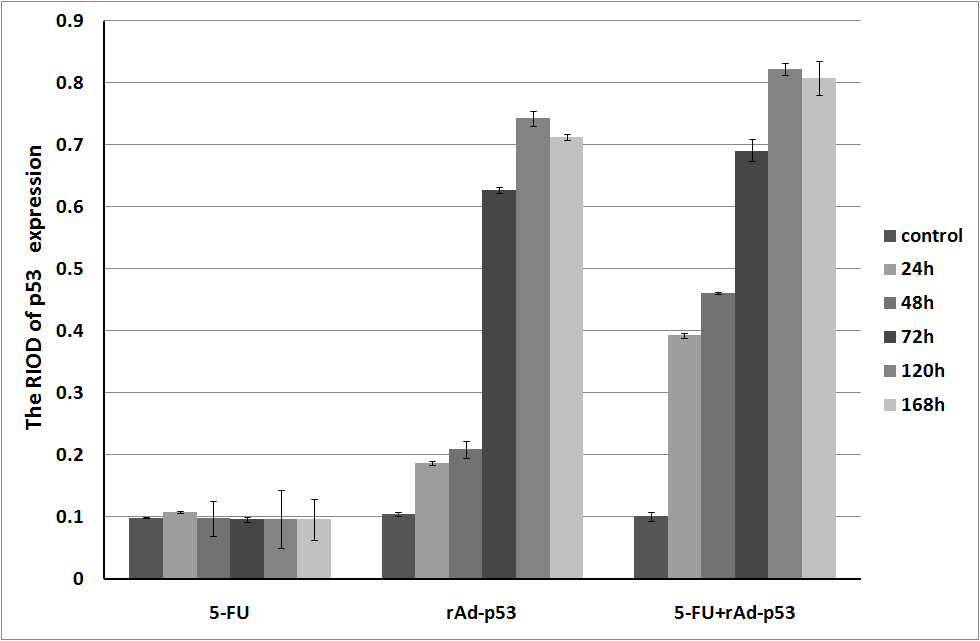 The RIOD of p53 expression
0.9
0.8
0.7
0.6
0.5
0.4
0.3
0.2
0.1
0
5-FU
rAd-p53
5-FU+rAd-p53
control
24h
48h
72h
120h
168h